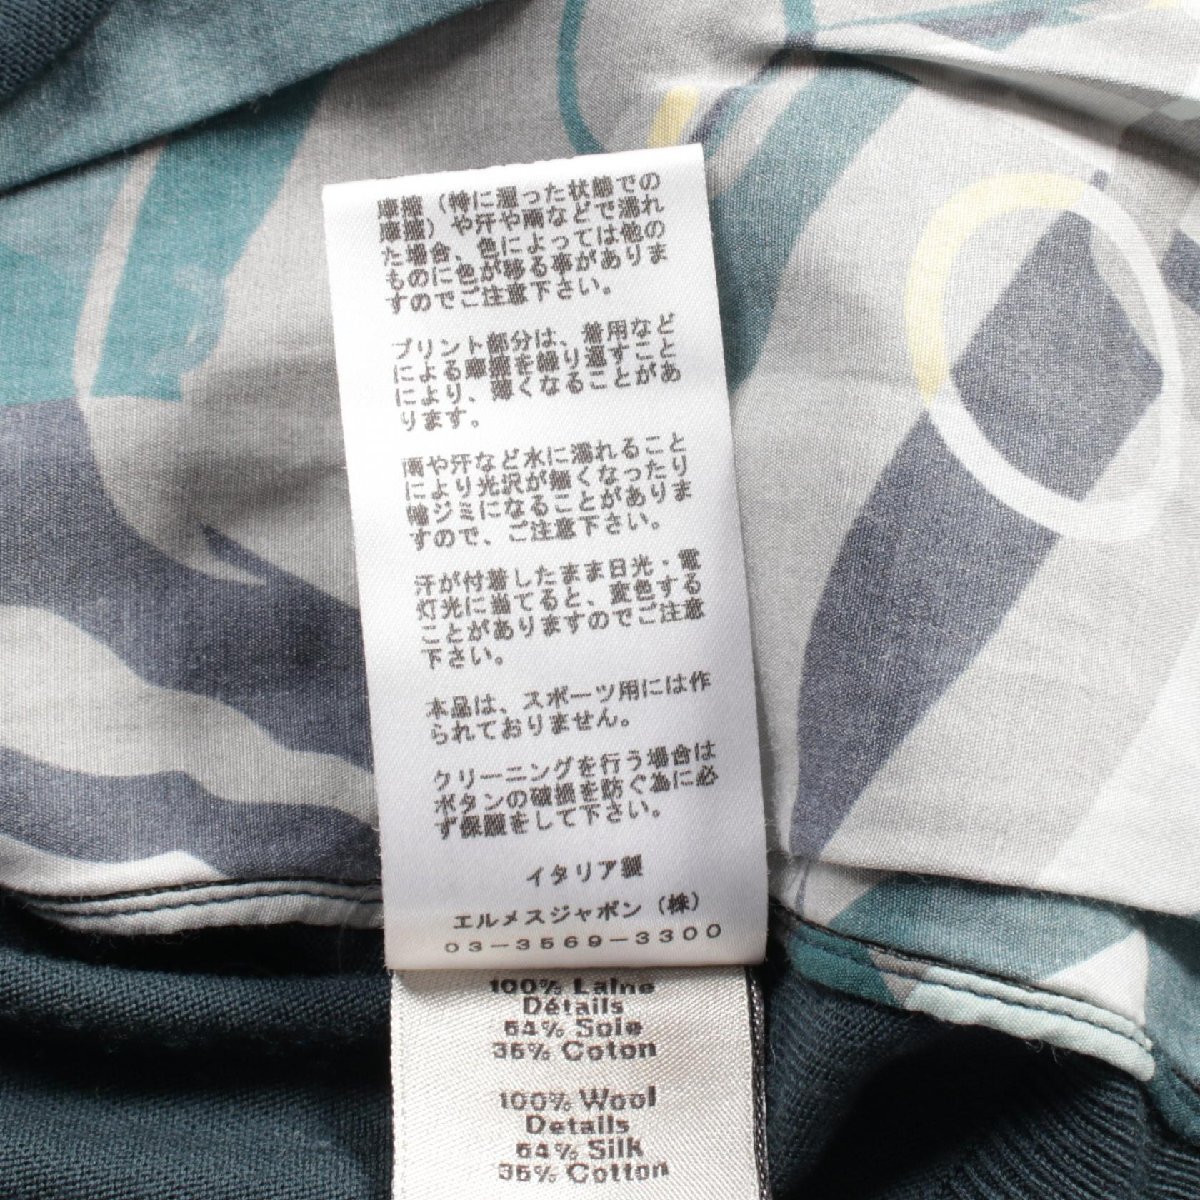 摩擦（特に湿った状態での
摩擦）や汗や雨などで濡れ
た場合、色によっては他の
ものに色が移る事がありま
すのでご注意下さい。
プリント部分は、着用など
による摩擦を繰り返すこと
により、薄くなることがあ
ります。
雨や汗など水に濡れること
により光沢が無くなったり
輪ジミになることがありま
すので、ご注意下さい。
汗が付着したまま日光・電
灯光に当てると、変色する
ことがありますのでご注意
下さい。
本品は、スポーツ用には作
られておりません。
クリーニングを行う場合は
ボタンの破損を防ぐ為に必
ず保護をして下さい。
イタリア製
エルメスジャポン（株）
03-3569-3300
100% Laine
Détails
64% Soie
36% Coton
100% Wool
Details
64% Silk
36% Cotton